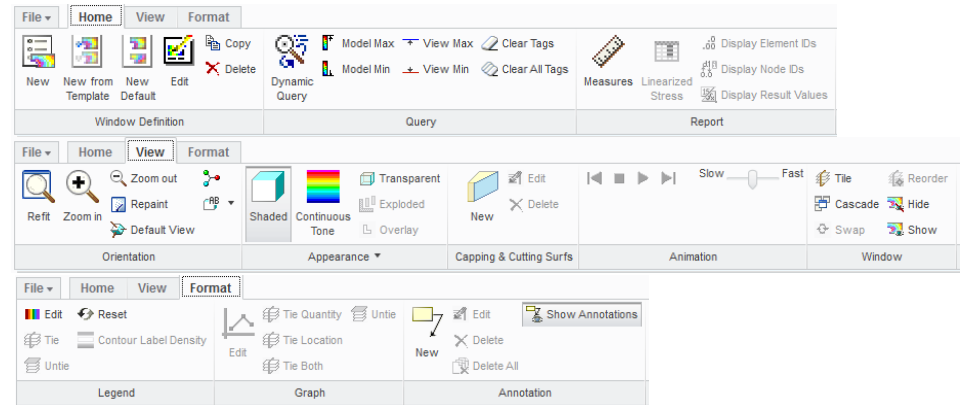 File Home View Format
Copy Model Max View Max Clear Tags Display Element IDs
Delete Model Min View Min Clear All Tags Display Node IDs
New New from Template New Default Edit Dynamic Query Measures Linearized Stress Display Result Values
Window Definition Query Report
File Home View Format
Zoom out Transparent Edit Slow Fast Tile Reorder
Repaint Exploded Delete Cascade Hide
Refit Zoom in Default View Shaded Continuous Tone Overlay New Swap Show
Orientation Appearance Capping & Cutting Surfs Animation Window
File Home View Format
Edit Reset Tie Quantity Untie Edit Show Annotations
Tie Contour Label Density Edit Tie Location New Delete
Untie Tie Both Delete All
Legend Graph Annotation